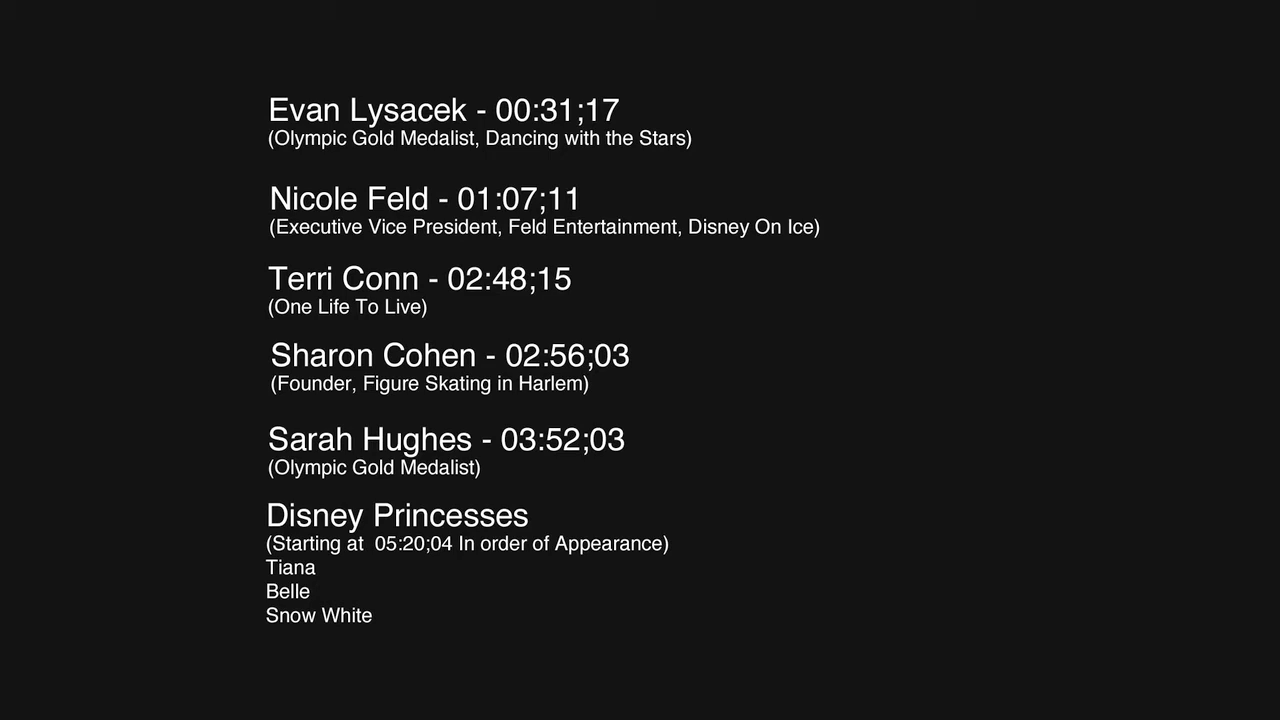 Evan Lysacek - 00:31;17
(Olympic Gold Medalist, Dancing with the Stars)
Nicole Feld - 01:07;11
(Executive Vice President, Feld Entertainment, Disney On Ice)
Terri Conn - 02:48;15
(One Life To Live)
Sharon Cohen - 02:56;03
(Founder, Figure Skating in Harlem)
Sarah Hughes - 03:52;03
(Olympic Gold Medalist)
Disney Princesses
(Starting at  05:20;04 In order of Appearance)
Tiana
Belle
Snow White